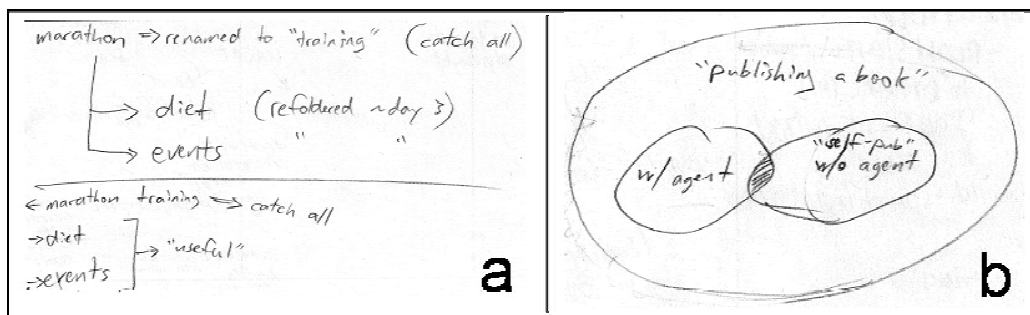 marathon => renamed to "training" (catch all)
→ diet (refoldered ~day 3)
→ events " "
← marathon training <=> catch all
→ diet
→ events
→ "useful"
a
"publishing a book"
w/ agent
"self-pub"
w/o agent
b